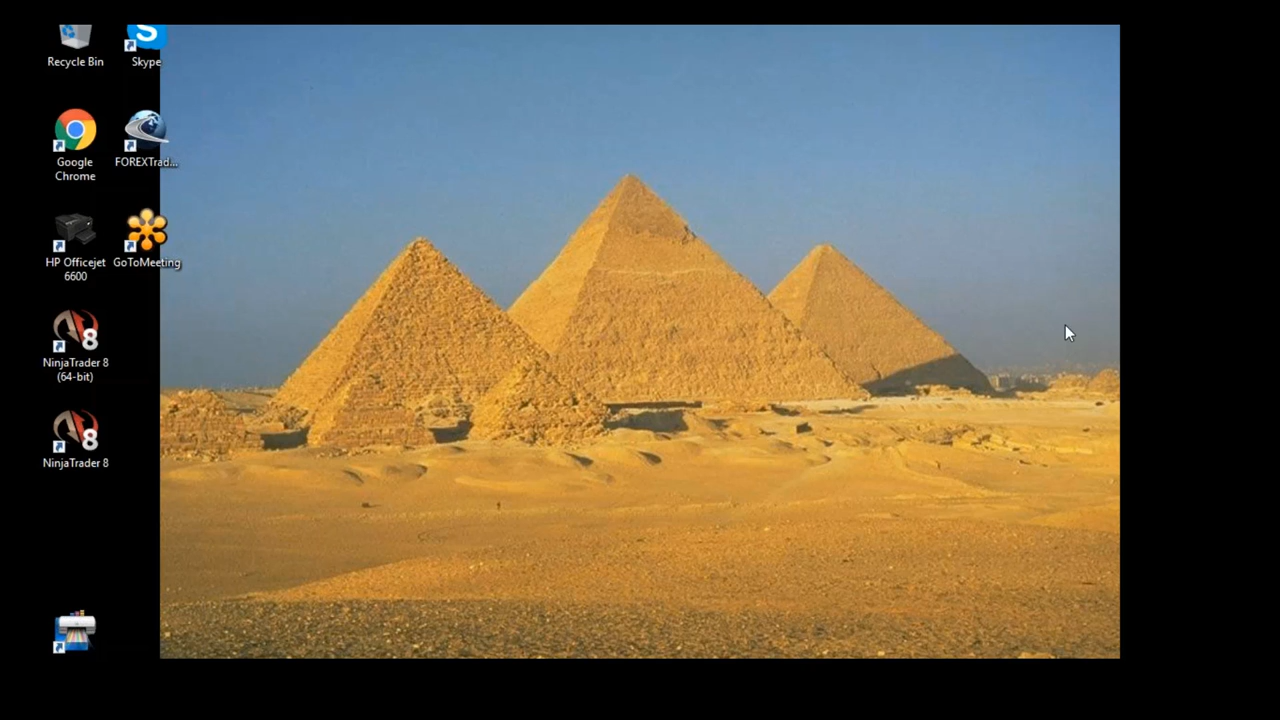 Recycle Bin
Skype
Google
Chrome
FOREXTrad...
HP Officejet
6600
GoToMeeting
NinjaTrader 8
(64-bit)
NinjaTrader 8